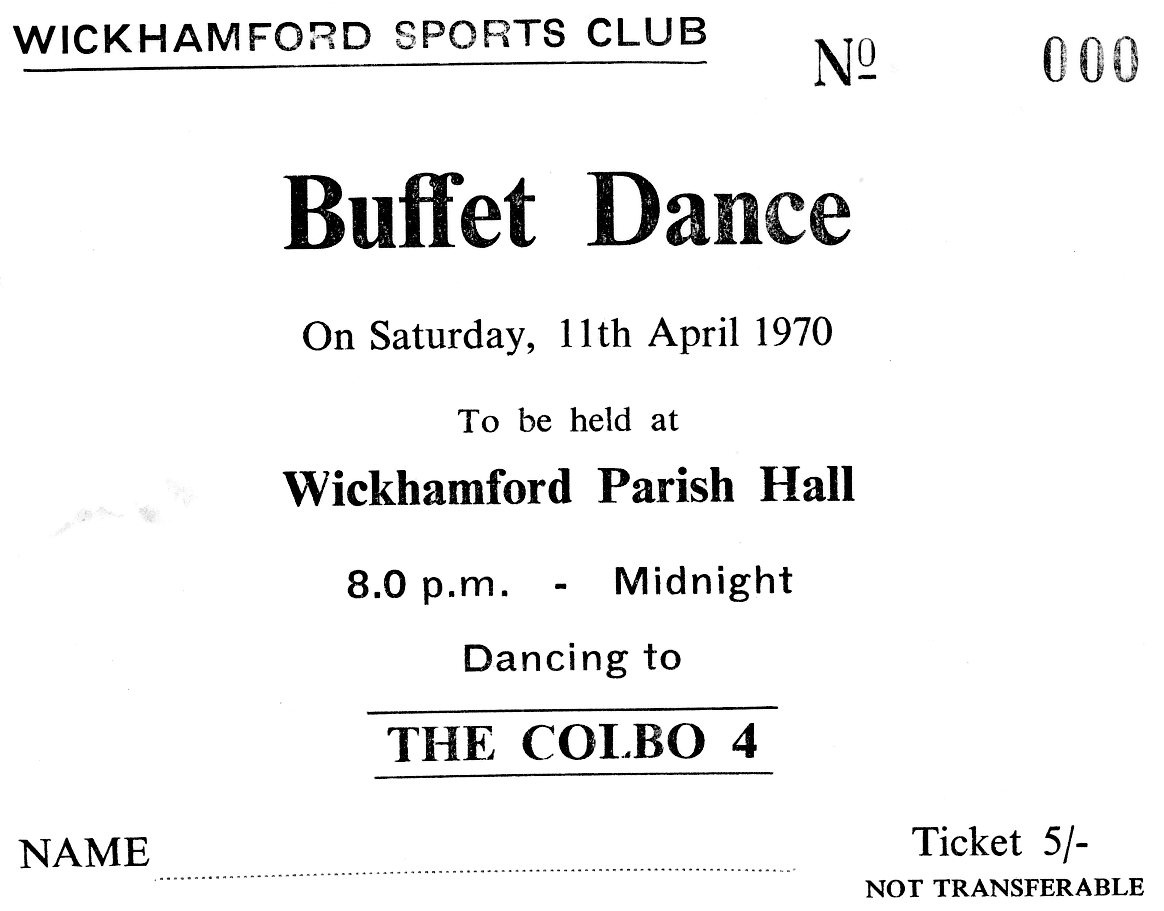 WICKHAMFORD SPORTS CLUB
Nº 000
Buffet Dance
On Saturday, 11th April 1970
To be held at
Wickhamford Parish Hall
8.0 p.m. - Midnight
Dancing to
THE COLBO 4
NAME
Ticket 5/-
NOT TRANSFERABLE